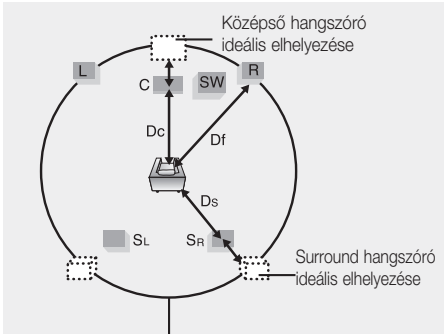 Középső hangszóró
ideális elhelyezése
L
C
SW
R
Dc
Df
Ds
SL
SR
Surround hangszóró
ideális elhelyezése